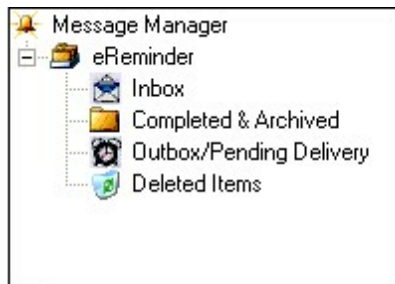 Message Manager
eReminder
Inbox
Completed & Archived
Outbox/Pending Delivery
Deleted Items